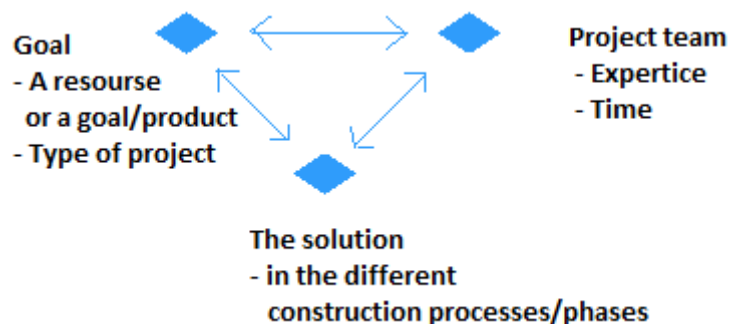 Goal
- A resourse
or a goal/product
- Type of project
Project team
- Expertice
- Time
The solution
- in the different
construction processes/phases